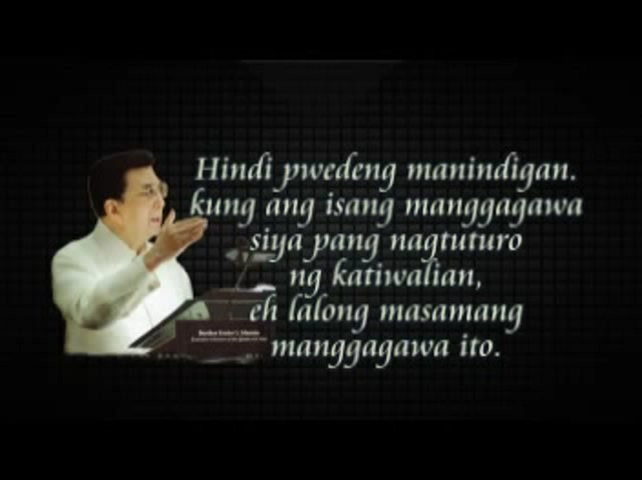 Hindi pwedeng manindigan.
kung ang isang manggagawa
siya pang nagtuturo
ng katiwalian,
eh lalong masamang
manggagawa ito.